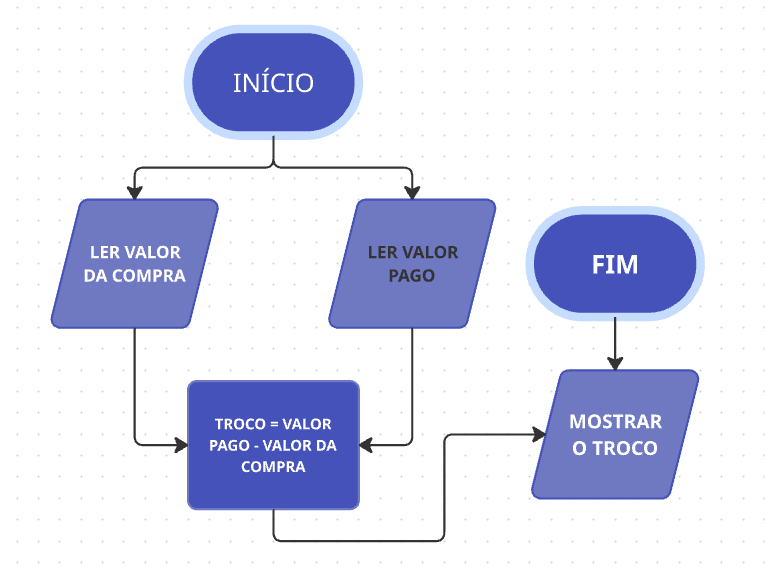 INÍCIO
LER VALOR
DA COMPRA
LER VALOR
PAGO
FIM
TROCO = VALOR
PAGO - VALOR DA
COMPRA
MOSTRAR
O TROCO